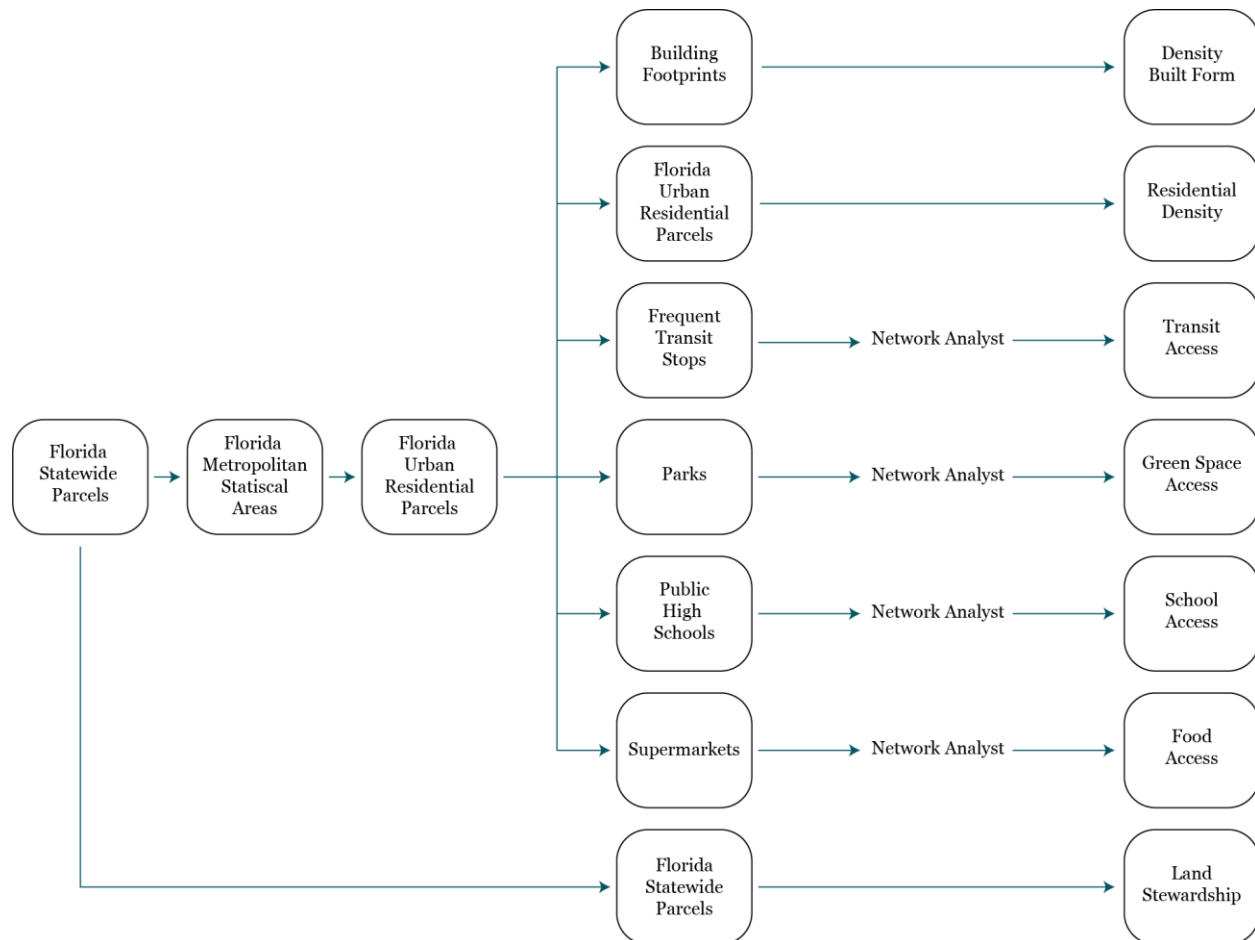 Building
Footprints
Density
Built Form
Florida
Urban
Residential
Parcels
Residential
Density
Frequent
Transit
Stops
Network Analyst
Transit
Access
Florida
Statewide
Parcels
Florida
Metropolitan
Statiscal
Areas
Florida
Urban
Residential
Parcels
Parks
Network Analyst
Green Space
Access
Public
High
Schools
Network Analyst
School
Access
Supermarkets
Network Analyst
Food
Access
Florida
Statewide
Parcels
Land
Stewardship